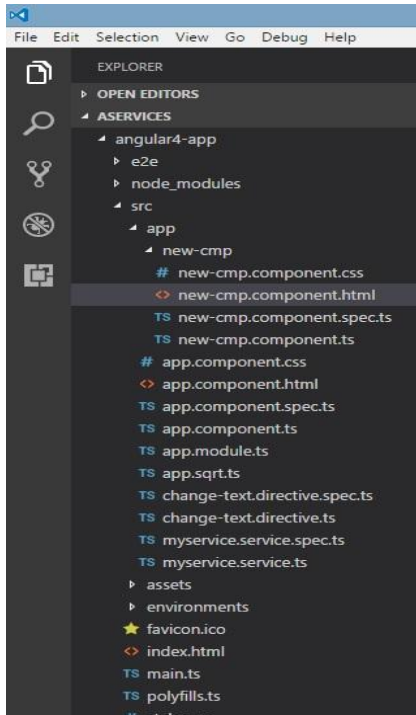 File Edit Selection View Go Debug Help
EXPLORER
OPEN EDITORS
ASERVICES
angular4-app
e2e
node_modules
src
app
new-cmp
# new-cmp.component.css
<> new-cmp.component.html
TS new-cmp.component.spec.ts
TS new-cmp.component.ts
# app.component.css
<> app.component.html
TS app.component.spec.ts
TS app.component.ts
TS app.module.ts
TS app.sqrt.ts
TS change-text.directive.spec.ts
TS change-text.directive.ts
TS myservice.service.spec.ts
TS myservice.service.ts
assets
environments
favicon.ico
<> index.html
TS main.ts
TS polyfills.ts